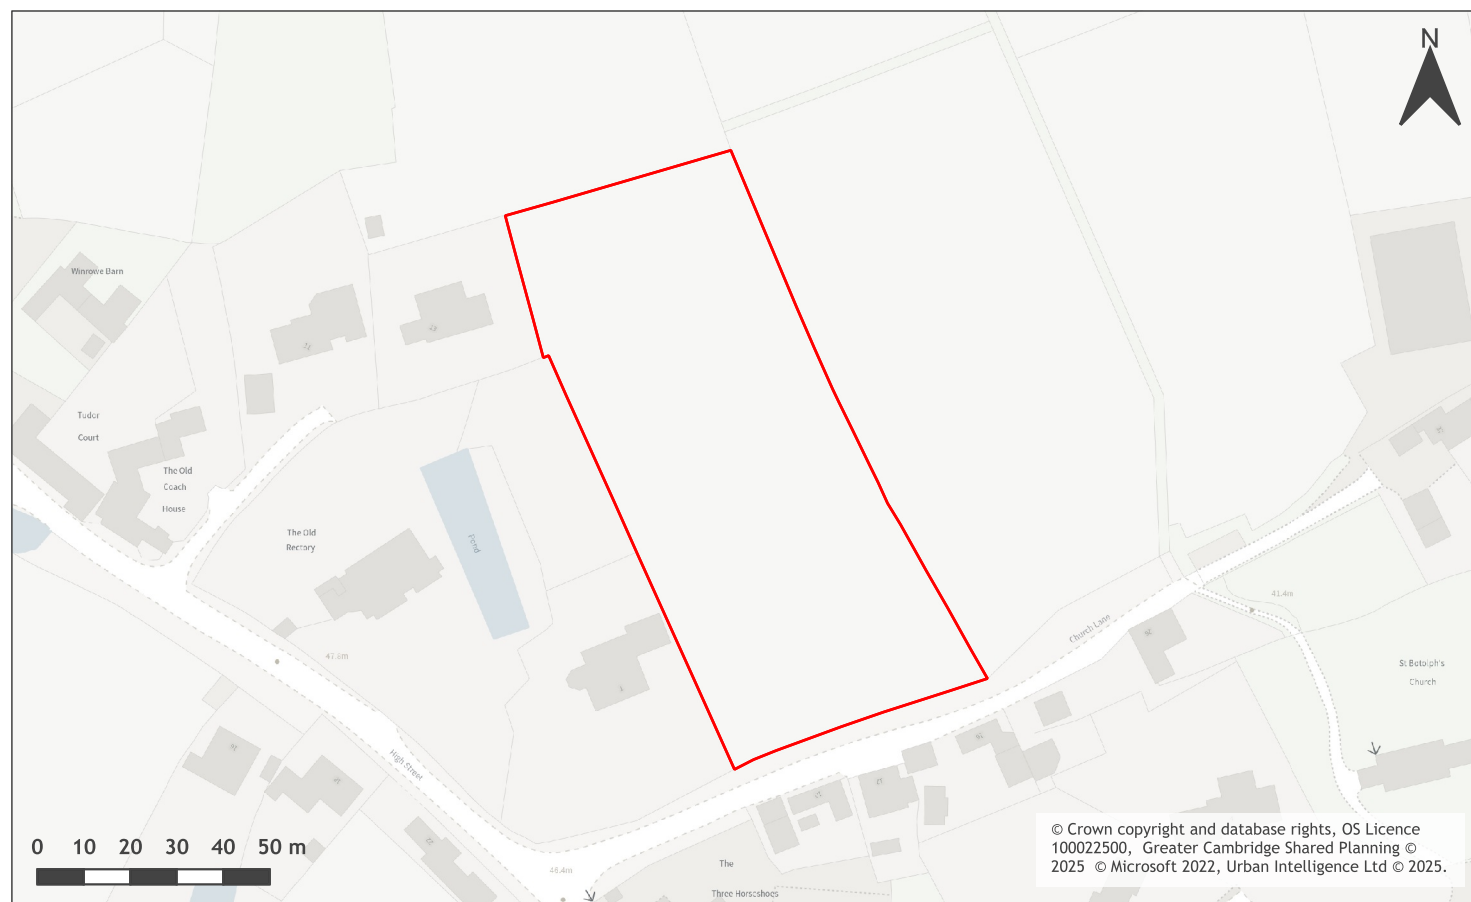 N
Winrowe Barn
Tudor
Court
The Old
Coach
House
The Old
Rectory
Pond
47.9m
High Street
Church Lane
41.4m
St Botolph's
Church
46.4m
The
Three Horseshoes
0 10 20 30 40 50 m
© Crown copyright and database rights, OS Licence
100022500, Greater Cambridge Shared Planning ©
2025 © Microsoft 2022, Urban Intelligence Ltd © 2025.